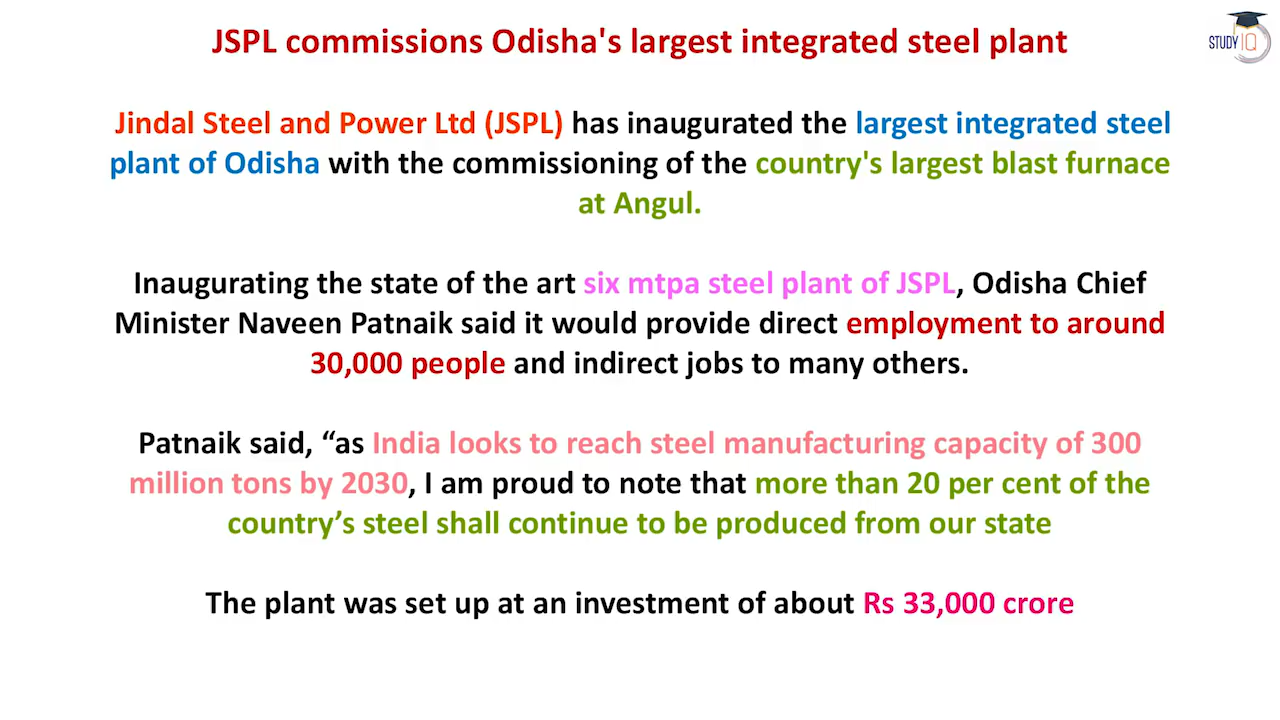 JSPL commissions Odisha's largest integrated steel plant
STUDY IQ
Jindal Steel and Power Ltd (JSPL) has inaugurated the largest integrated steel
plant of Odisha with the commissioning of the country's largest blast furnace
at Angul.
Inaugurating the state of the art six mtpa steel plant of JSPL, Odisha Chief
Minister Naveen Patnaik said it would provide direct employment to around
30,000 people and indirect jobs to many others.
Patnaik said, “as India looks to reach steel manufacturing capacity of 300
million tons by 2030, I am proud to note that more than 20 per cent of the
country’s steel shall continue to be produced from our state
The plant was set up at an investment of about Rs 33,000 crore